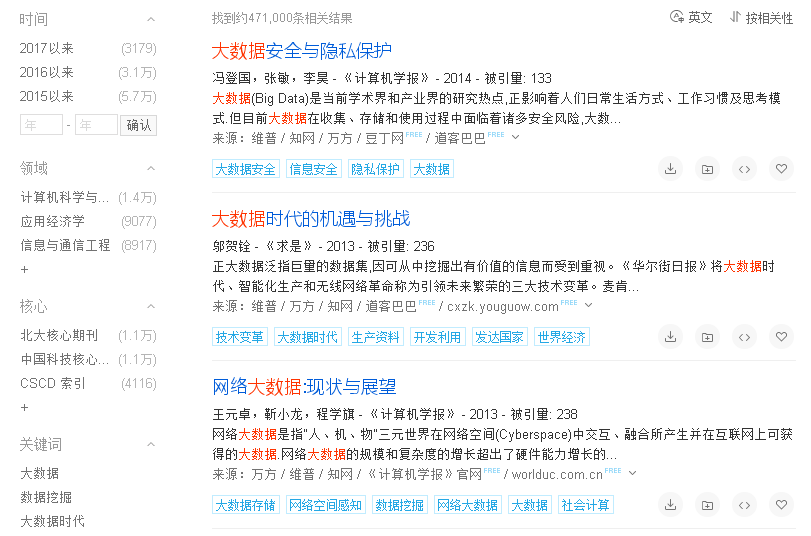 时间
2017以来 (3179)
2016以来 (3.1万)
2015以来 (5.7万)
年 - 年 确认
领域
计算机科学与... (1.4万)
应用经济学 (9077)
信息与通信工程 (8917)
+
核心
北大核心期刊 (1.1万)
中国科技核心... (1.1万)
CSCD 索引 (4116)
+
关键词
大数据
数据挖掘
大数据时代
找到约471,000条相关结果
英文 按相关性
大数据安全与隐私保护
冯登国，张敏，李昊 - 《计算机学报》 - 2014 - 被引量: 133
大数据(Big Data)是当前学术界和产业界的研究热点,正影响着人们日常生活方式、工作习惯及思考模
式.但目前大数据在收集、存储和使用过程中面临着诸多安全风险,大数...
来源：维普 / 知网 / 万方 / 豆丁网FREE / 道客巴巴FREE
大数据安全 信息安全 隐私保护 大数据
大数据时代的机遇与挑战
邬贺铨 - 《求是》 - 2013 - 被引量: 236
正大数据泛指巨量的数据集,因可从中挖掘出有价值的信息而受到重视。《华尔街日报》将大数据时
代、智能化生产和无线网络革命称为引领未来繁荣的三大技术变革。麦肯...
来源：维普 / 万方 / 知网 / 道客巴巴FREE / cxzk.youguow.comFREE
技术变革 大数据时代 生产资料 开发利用 发达国家 世界经济
网络大数据:现状与展望
王元卓，靳小龙，程学旗 - 《计算机学报》 - 2013 - 被引量: 238
网络大数据是指"人、机、物"三元世界在网络空间(Cyberspace)中交互、融合所产生并在互联网上可获
得的大数据.网络大数据的规模和复杂度的增长超出了硬件能力增长的...
来源：万方 / 维普 / 知网 / 《计算机学报》官网FREE / worlduc.com.cnFREE
大数据存储 网络空间感知 数据挖掘 网络大数据 大数据 社会计算